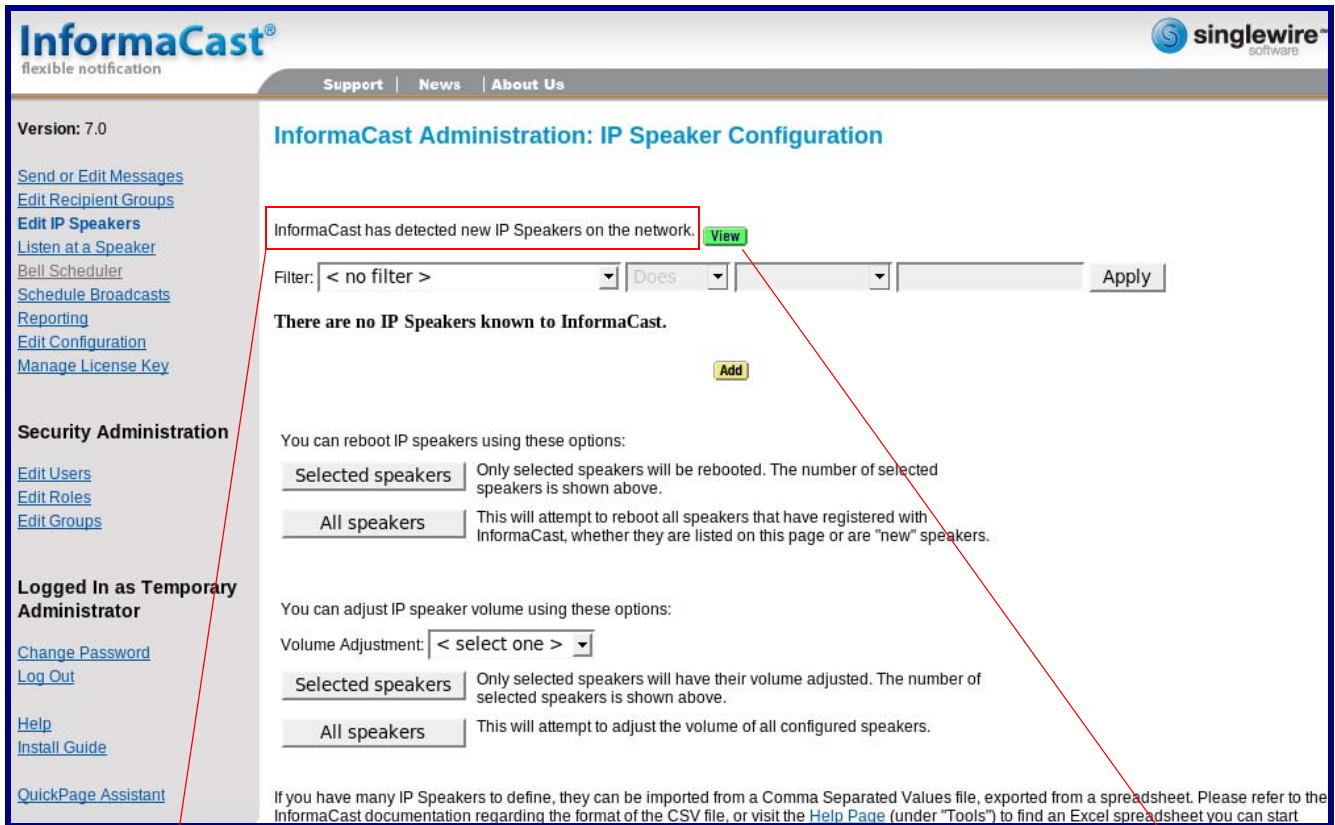 InformaCast®
flexible notification
singlewire™
software
Support | News | About Us
Version: 7.0
Send or Edit Messages
Edit Recipient Groups
Edit IP Speakers
Listen at a Speaker
Bell Scheduler
Schedule Broadcasts
Reporting
Edit Configuration
Manage License Key
Security Administration
Edit Users
Edit Roles
Edit Groups
Logged In as Temporary
Administrator
Change Password
Log Out
Help
Install Guide
QuickPage Assistant
InformaCast Administration: IP Speaker Configuration
InformaCast has detected new IP Speakers on the network. View
Filter: < no filter > Does Apply
There are no IP Speakers known to InformaCast.
Add
You can reboot IP speakers using these options:
Selected speakers
Only selected speakers will be rebooted. The number of selected
speakers is shown above.
All speakers
This will attempt to reboot all speakers that have registered with
InformaCast, whether they are listed on this page or are "new" speakers.
You can adjust IP speaker volume using these options:
Volume Adjustment: < select one >
Selected speakers
Only selected speakers will have their volume adjusted. The number of
selected speakers is shown above.
All speakers
This will attempt to adjust the volume of all configured speakers.
If you have many IP Speakers to define, they can be imported from a Comma Separated Values file, exported from a spreadsheet. Please refer to the
InformaCast documentation regarding the format of the CSV file, or visit the Help Page (under "Tools") to find an Excel spreadsheet you can start